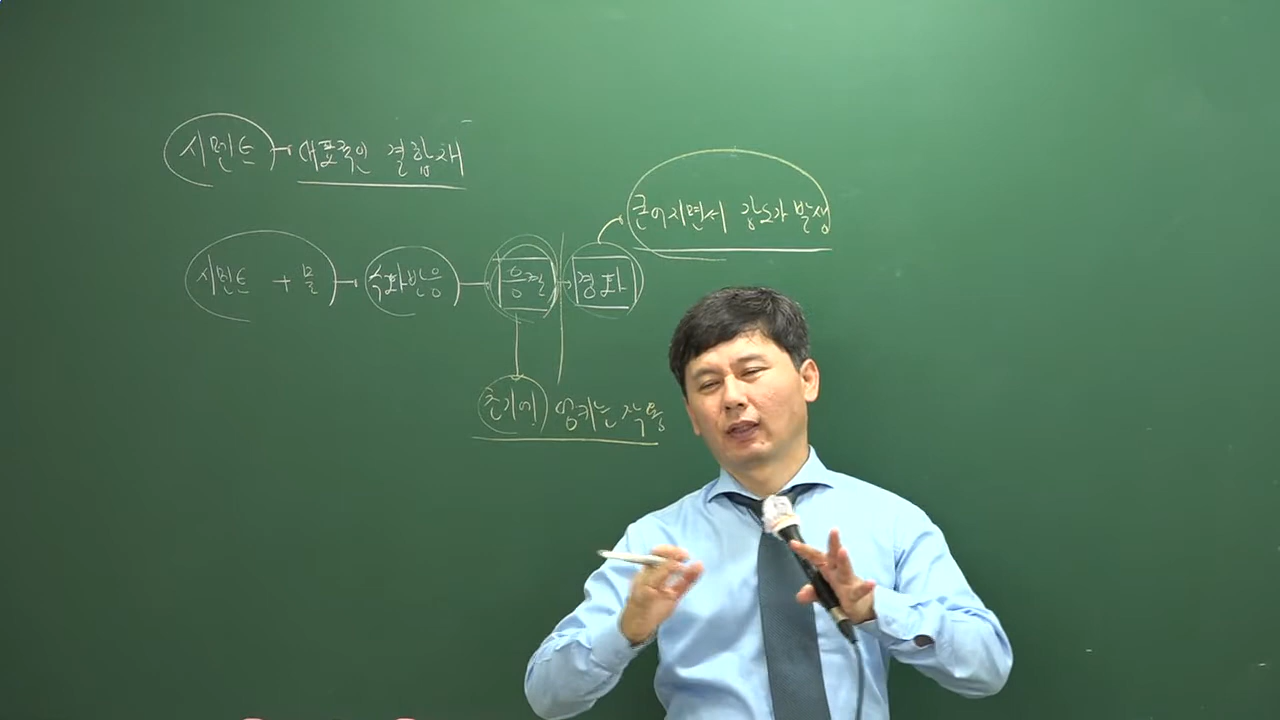 시멘트 → 대표적인 결합재
굳어지면서 강도가 발생
시멘트 + 물 → 수화반응 → 응결 → 경화
초기에 엉키는 작용